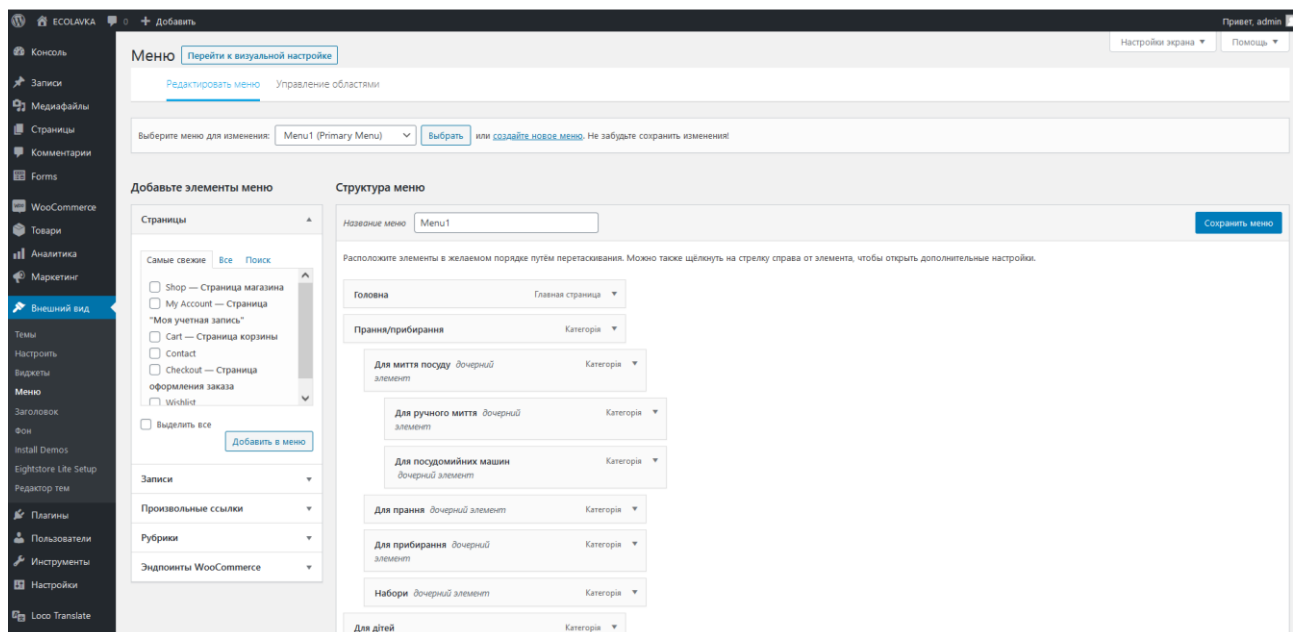 ECOLAVKA 0 Добавить Привет, admin
Настройки экрана Помощь
Меню Перейти к визуальной настройке
Редактировать меню Управление областями
Выберите меню для изменения: Menu1 (Primary Menu) Выбрать или создайте новое меню. Не забудьте сохранить изменения!
Консоль
Записи
Медиафайлы
Страницы
Комментарии
Forms
WooCommerce
Товари
Аналитика
Маркетинг
Внешний вид
Темы
Настроить
Виджеты
Меню
Заголовок
Фон
Install Demos
Eightstore Lite Setup
Редактор тем
Плагины
Пользователи
Инструменты
Настройки
Loco Translate
Добавьте элементы меню
Страницы
Самые свежие Все Поиск
Shop — Страница магазина
My Account — Страница
"Моя учетная запись"
Cart — Страница корзины
Contact
Checkout — Страница
оформления заказа
Wishlist
Выделить все
Добавить в меню
Записи
Произвольные ссылки
Рубрики
Эндпоинты WooCommerce
Структура меню
Название меню Menu1 Сохранить меню
Расположите элементы в желаемом порядке путём перетаскивания. Можно также щёлкнуть на стрелку справа от элемента, чтобы открыть дополнительные настройки.
Головна Главная страница
Прання/прибирання Категорія
Для миття посуду дочерний Категорія
элемент
Для ручного миття дочерний Категорія
элемент
Для посудомийних машин Категорія
дочерний элемент
Для прання дочерний элемент Категорія
Для прибирання дочерний Категорія
элемент
Набори дочерний элемент Категорія
Для дітей Категорія